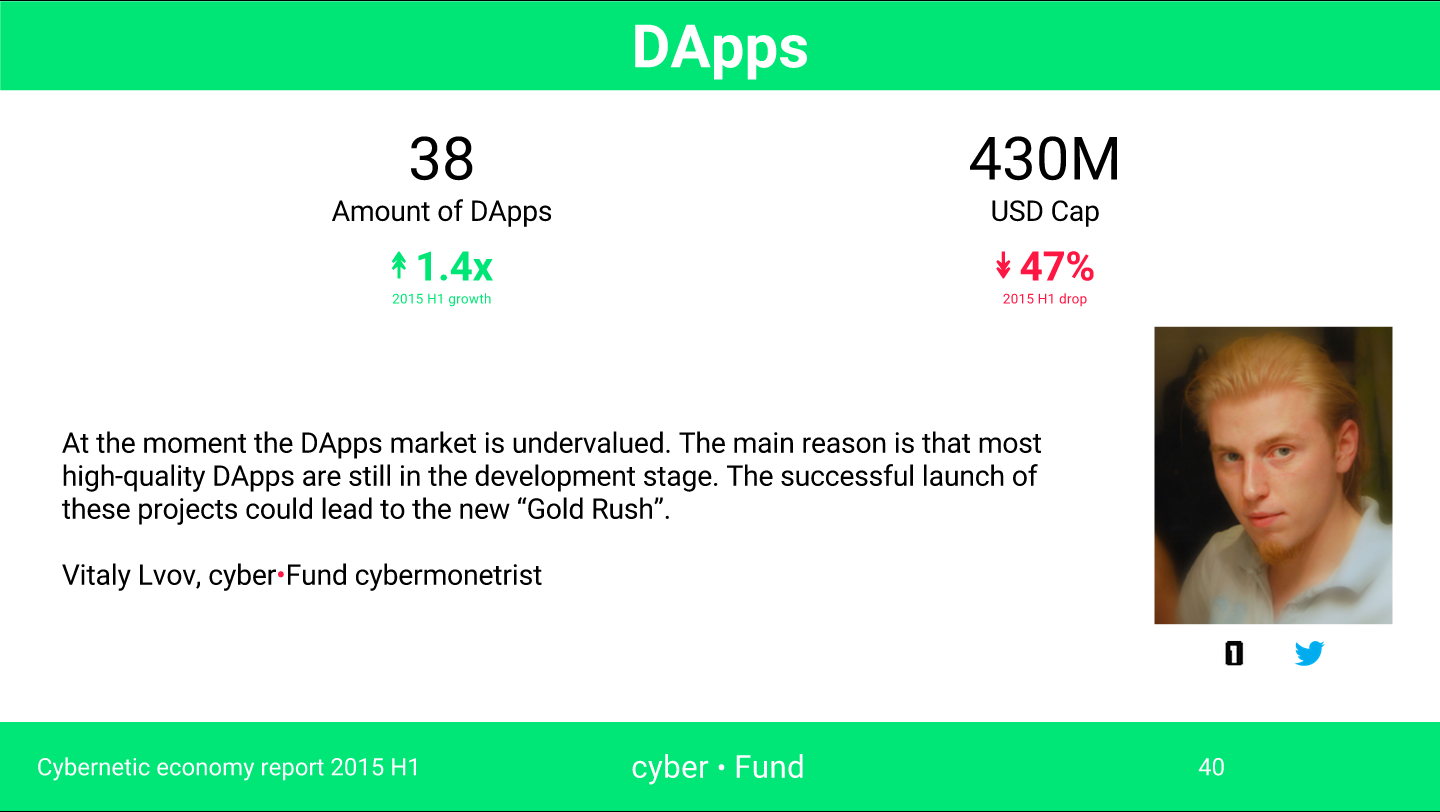 DApps
38
Amount of DApps
1.4x
2015 H1 growth
430M
USD Cap
47%
2015 H1 drop
At the moment the DApps market is undervalued. The main reason is that most
high-quality DApps are still in the development stage. The successful launch of
these projects could lead to the new “Gold Rush”.
Vitaly Lvov, cyber•Fund cybermonetrist
1
Cybernetic economy report 2015 H1
cyber • Fund
40